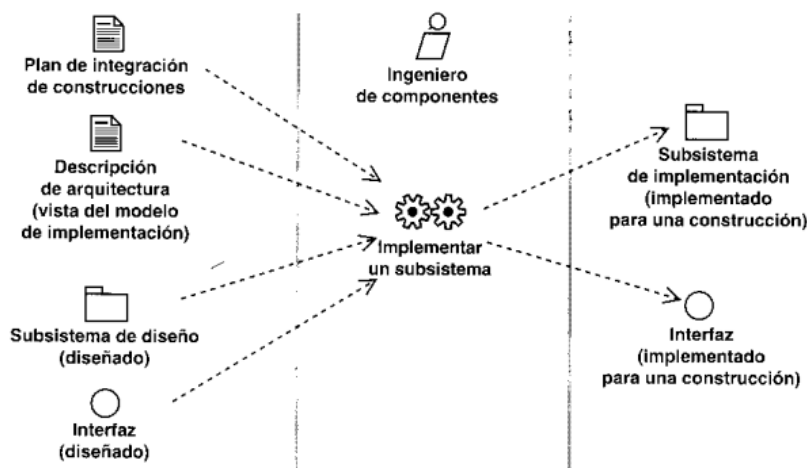 Plan de integración
de construcciones
Descripción
de arquitectura
(vista del modelo
de implementación)
Subsistema de diseño
(diseñado)
Interfaz
(diseñado)
Ingeniero
de componentes
Implementar
un subsistema
Subsistema
de implementación
(implementado
para una construcción)
Interfaz
(implementado
para una construcción)